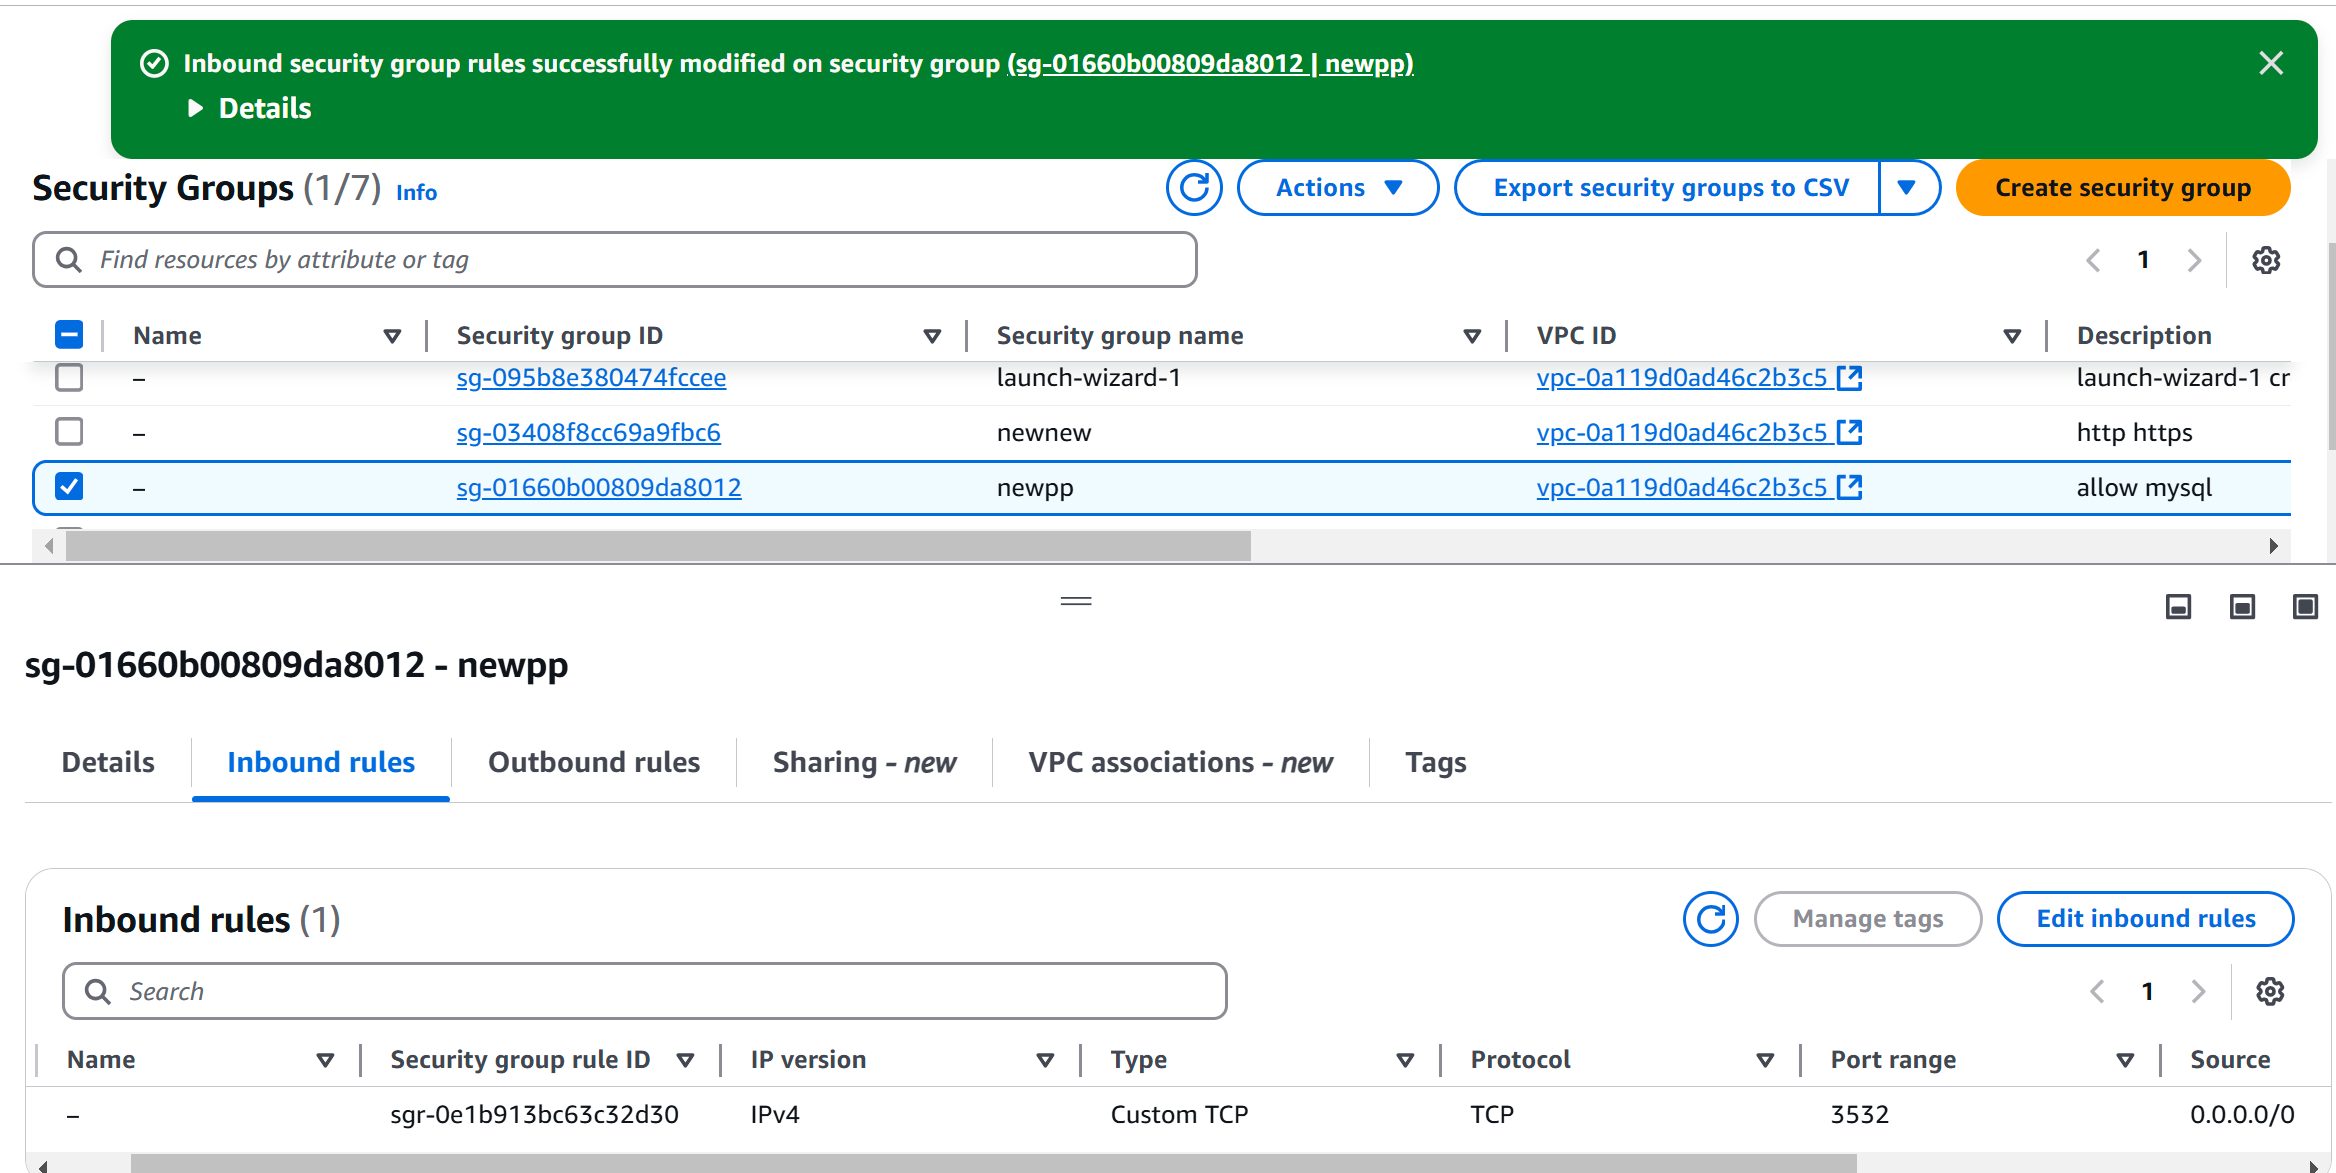 Inbound security group rules successfully modified on security group (sg-01660b00809da8012 | newpp)
Details
Security Groups (1/7) Info
Actions
Export security groups to CSV
Create security group
Find resources by attribute or tag
1
Name Security group ID Security group name VPC ID Description
– sg-095b8e380474fccee launch-wizard-1 vpc-0a119d0ad46c2b3c5 launch-wizard-1 cr
– sg-03408f8cc69a9fbc6 newnew vpc-0a119d0ad46c2b3c5 http https
– sg-01660b00809da8012 newpp vpc-0a119d0ad46c2b3c5 allow mysql
sg-01660b00809da8012 - newpp
Details Inbound rules Outbound rules Sharing - new VPC associations - new Tags
Inbound rules (1)
Manage tags
Edit inbound rules
Search
1
Name Security group rule ID IP version Type Protocol Port range Source
– sgr-0e1b913bc63c32d30 IPv4 Custom TCP TCP 3532 0.0.0.0/0